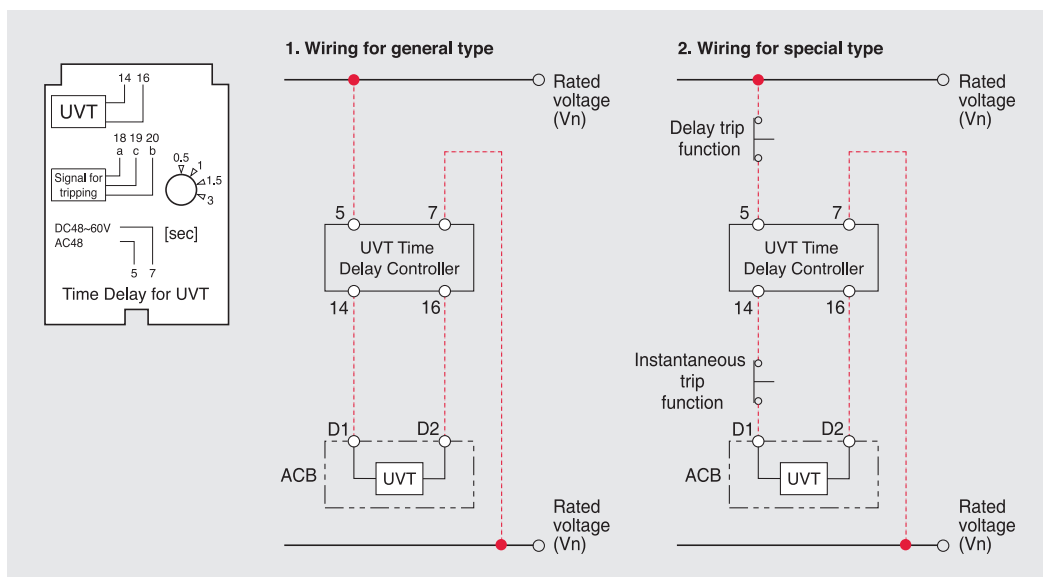 14 16
UVT
18 19 20
a c b
Signal for
tripping
0.5
1
1.5
3
[sec]
DC48~60V
AC48
5 7
Time Delay for UVT
1. Wiring for general type
Rated
voltage
(Vn)
5 7
UVT Time
Delay Controller
14 16
D1 D2
ACB
UVT
Rated
voltage
(Vn)
2. Wiring for special type
Rated
voltage
(Vn)
Delay trip
function
5 7
UVT Time
Delay Controller
14 16
Instantaneous
trip
function
D1 D2
ACB
UVT
Rated
voltage
(Vn)